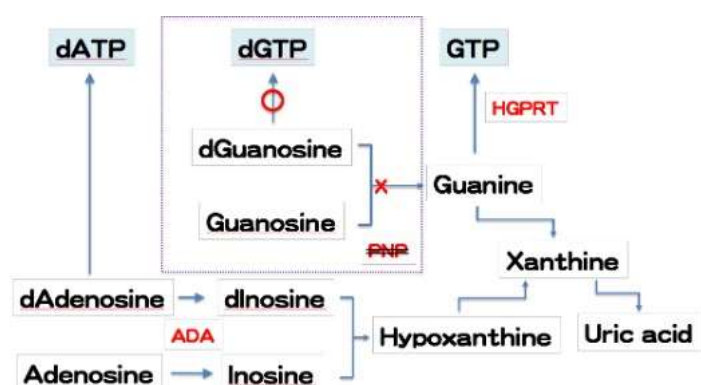 dATP
dGTP
GTP
HGPRT
dGuanosine
Guanine
X
Guanosine
PNP
Xanthine
dAdenosine
dInosine
ADA
Hypoxanthine
Uric acid
Adenosine
Inosine